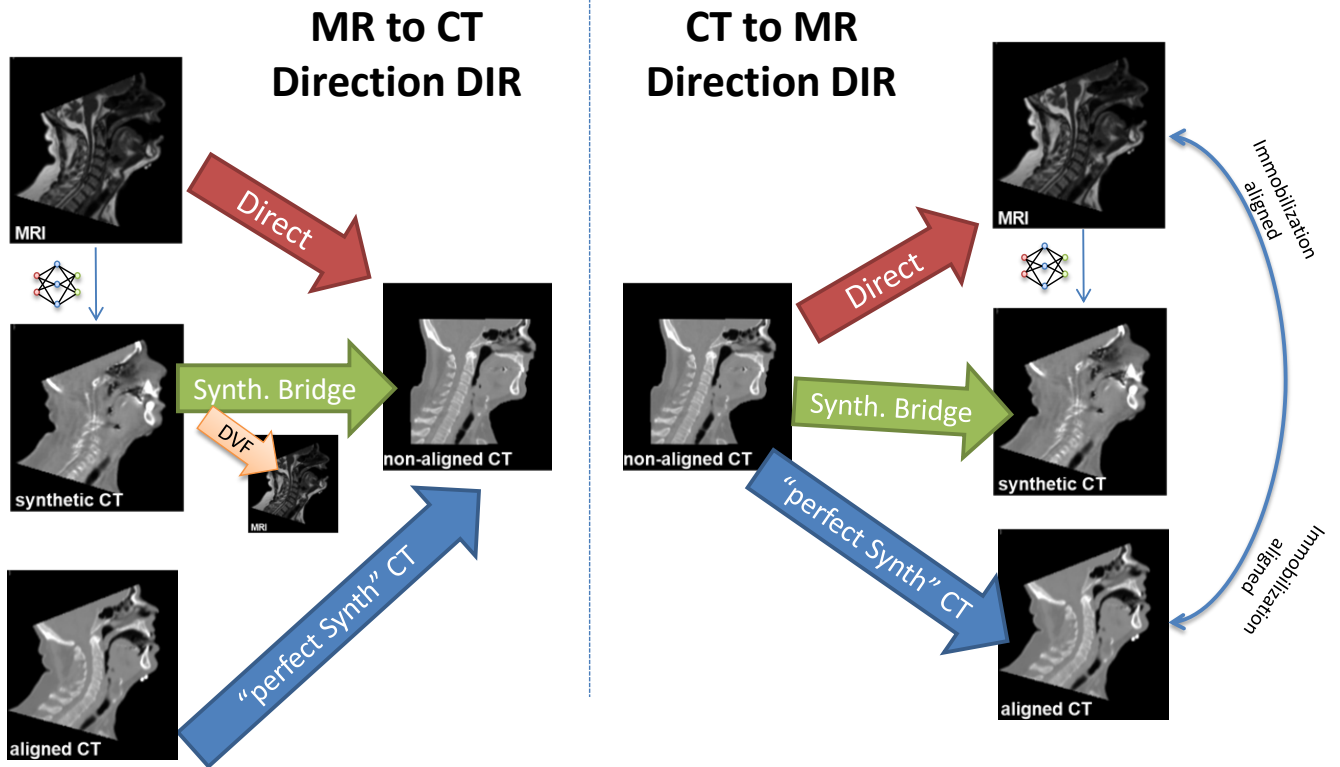 MR to CT
Direction DIR
MRI
Direct
Synth. Bridge
DVF
synthetic CT
MRI
non-aligned CT
"perfect Synth" CT
aligned CT
CT to MR
Direction DIR
MRI
Direct
Synth. Bridge
non-aligned CT
synthetic CT
"perfect Synth" CT
aligned CT
Immobilization
aligned
Immobilization
aligned